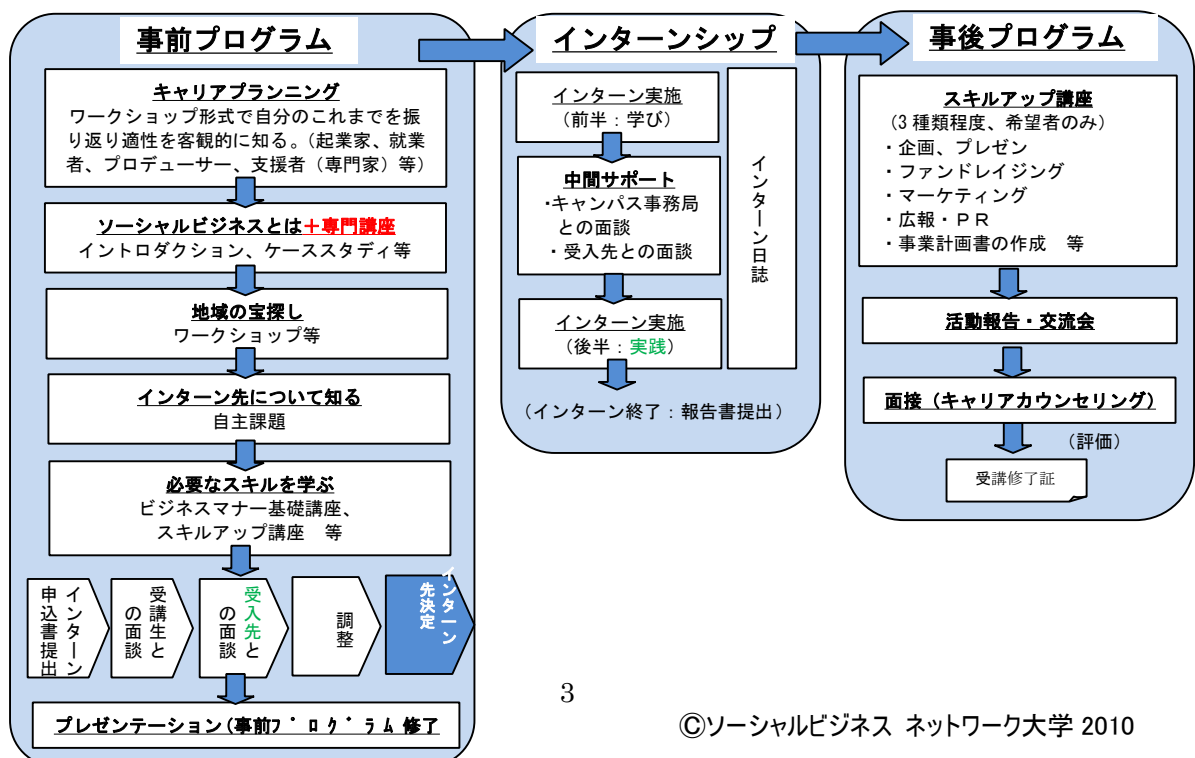 事前プログラム
キャリアプランニング
ワークショップ形式で自分のこれまでを振
り返り適性を客観的に知る。（起業家、就業
者、プロデューサー、支援者（専門家）等）
ソーシャルビジネスとは＋専門講座
イントロダクション、ケーススタディ等
地域の宝探し
ワークショップ等
インターン先について知る
自主課題
必要なスキルを学ぶ
ビジネスマナー基礎講座、
スキルアップ講座　等
インターン
申込書提出
受講生と
の面談
受入先と
の面談
調整
インターン
先決定
プレゼンテーション（事前ﾌﾟﾛｸﾞﾗﾑ修了
インターンシップ
インターン実施
（前半：学び）
中間サポート
・キャンパス事務局
との面談
・受入先との面談
インターン実施
（後半：実践）
（インターン終了：報告書提出）
インターン日誌
事後プログラム
スキルアップ講座
（3 種類程度、希望者のみ）
・企画、プレゼン
・ファンドレイジング
・マーケティング
・広報・ＰＲ
・事業計画書の作成　等
活動報告・交流会
面接（キャリアカウンセリング）
（評価）
受講修了証
3
Ⓒソーシャルビジネス ネットワーク大学 2010